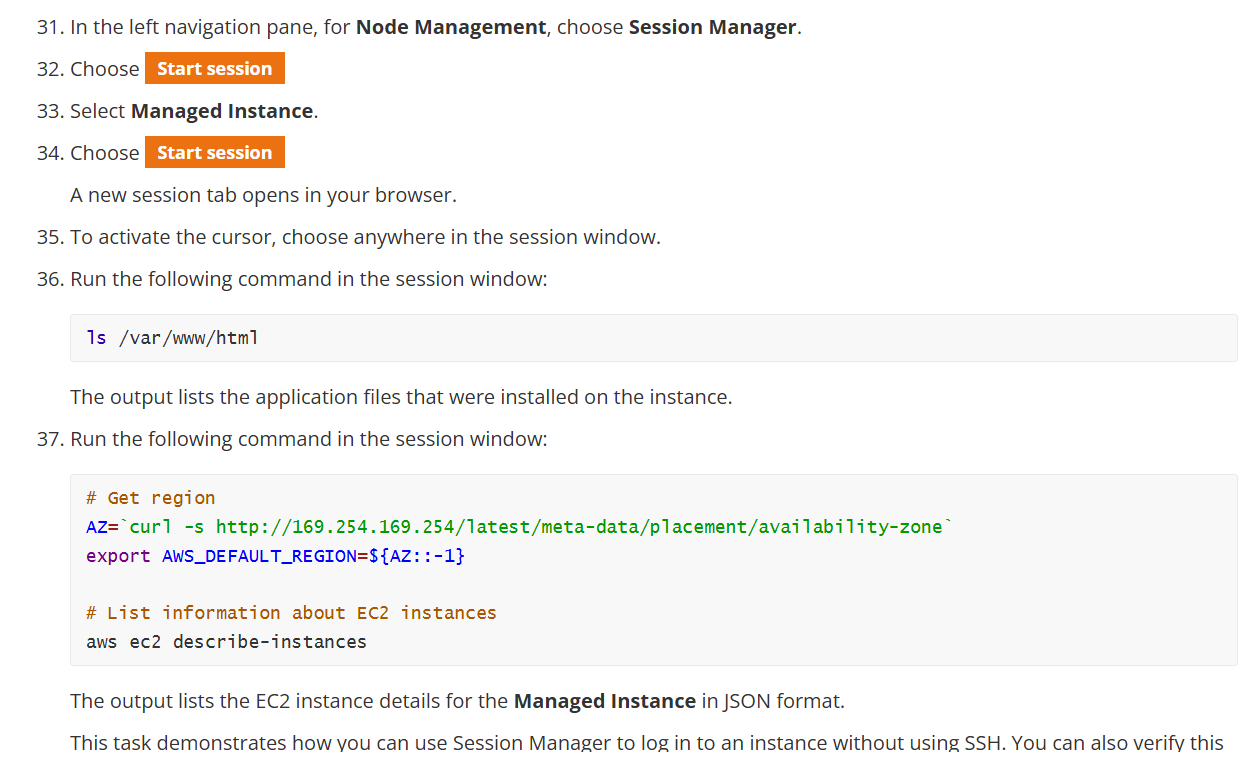 31. In the left navigation pane, for Node Management, choose Session Manager.
32. Choose Start session
33. Select Managed Instance.
34. Choose Start session
A new session tab opens in your browser.
35. To activate the cursor, choose anywhere in the session window.
36. Run the following command in the session window:
ls /var/www/html
The output lists the application files that were installed on the instance.
37. Run the following command in the session window:
# Get region
AZ=`curl -s http://169.254.169.254/latest/meta-data/placement/availability-zone`
export AWS_DEFAULT_REGION=${AZ::-1}
# List information about EC2 instances
aws ec2 describe-instances
The output lists the EC2 instance details for the Managed Instance in JSON format.
This task demonstrates how you can use Session Manager to log in to an instance without using SSH. You can also verify this